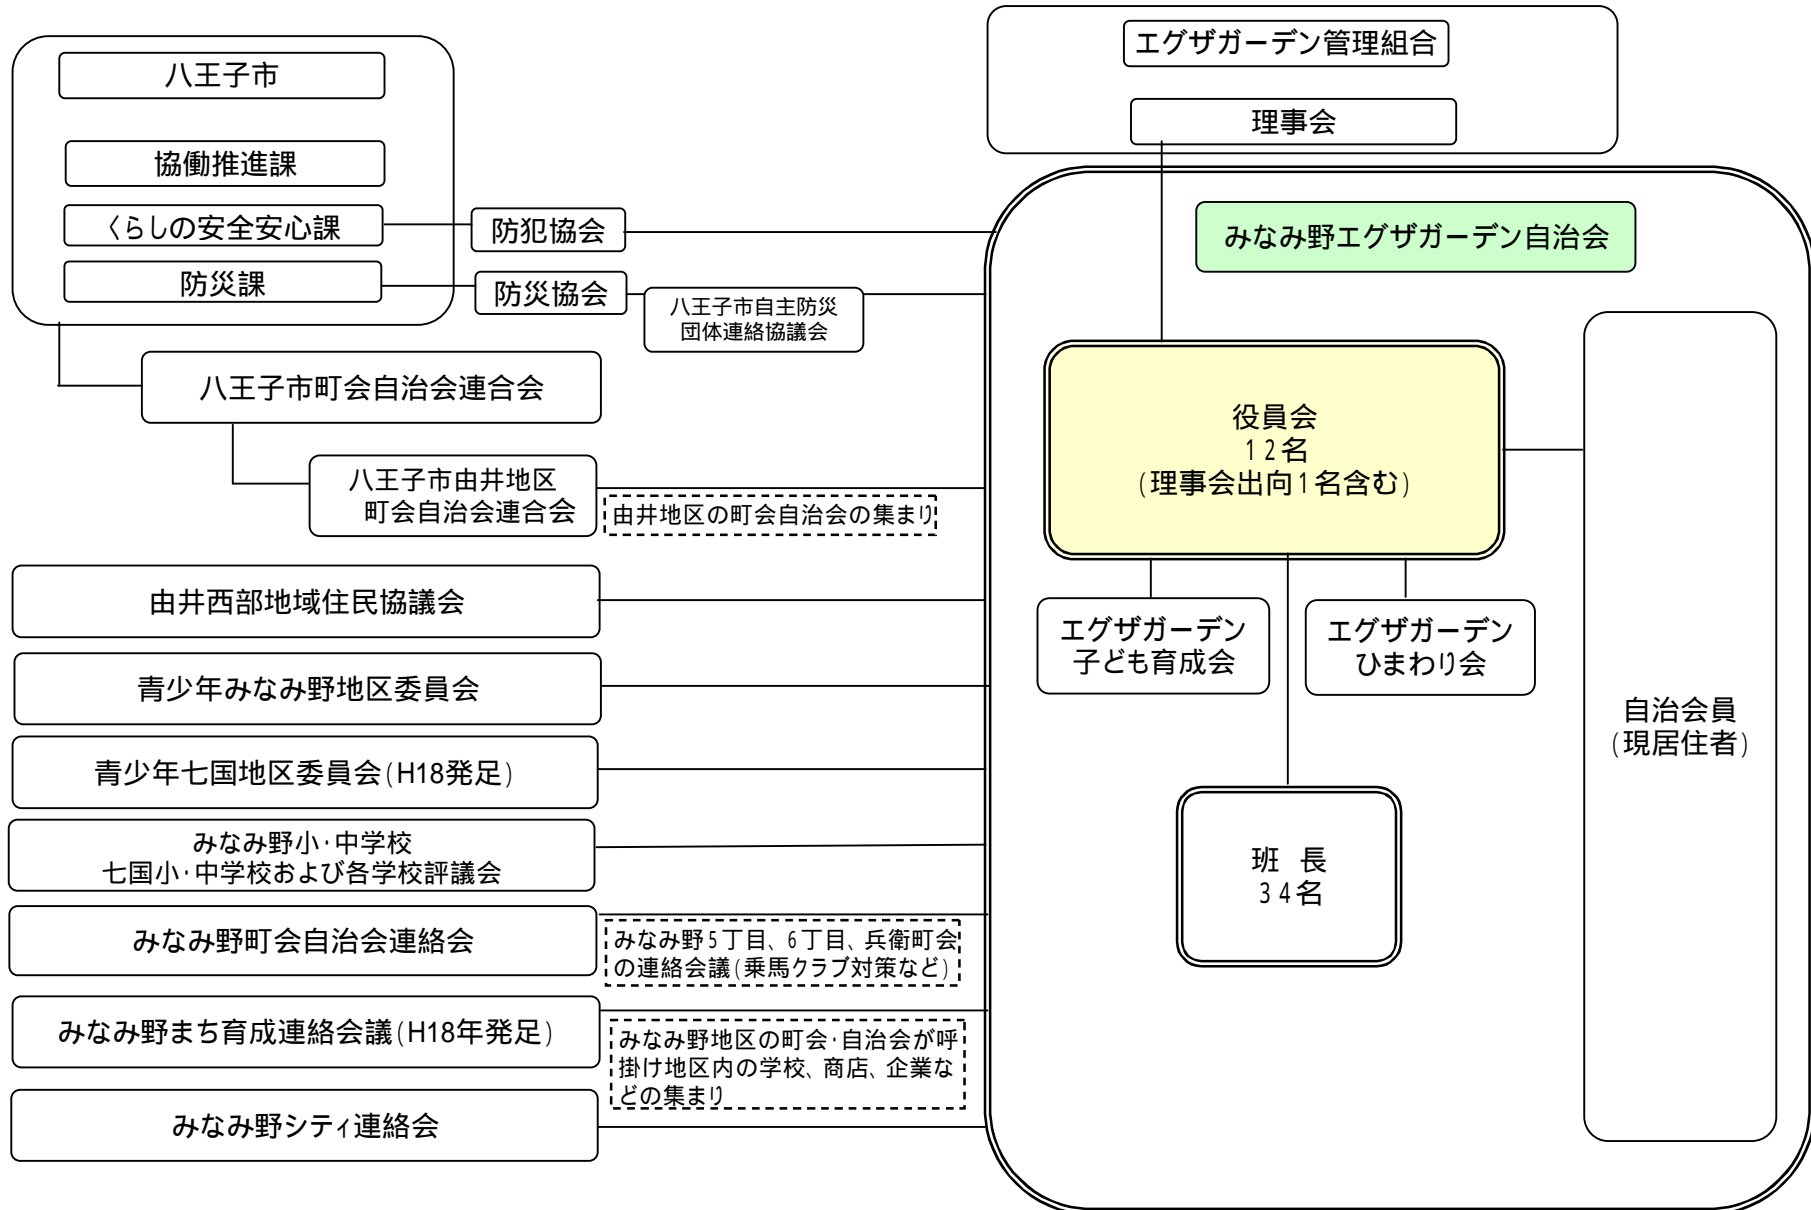 八王子市
協働推進課
くらしの安全安心課
防災課
防犯協会
防災協会
八王子市自主防災
団体連絡協議会
八王子市町会自治会連合会
八王子市由井地区
町会自治会連合会
由井地区の町会自治会の集まり
由井西部地域住民協議会
青少年みなみ野地区委員会
青少年七国地区委員会(H18発足)
みなみ野小・中学校
七国小・中学校および各学校評議会
みなみ野町会自治会連絡会
みなみ野5丁目、6丁目、兵衛町会
の連絡会議(乗馬クラブ対策など)
みなみ野まち育成連絡会議(H18年発足)
みなみ野地区の町会・自治会が呼
掛け地区内の学校、商店、企業な
どの集まり
みなみ野シティ連絡会
エグザガーデン管理組合
理事会
みなみ野エグザガーデン自治会
役員会
12名
(理事会出向1名含む)
エグザガーデン
子ども育成会
エグザガーデン
ひまわり会
班 長
34名
自治会員
(現居住者)